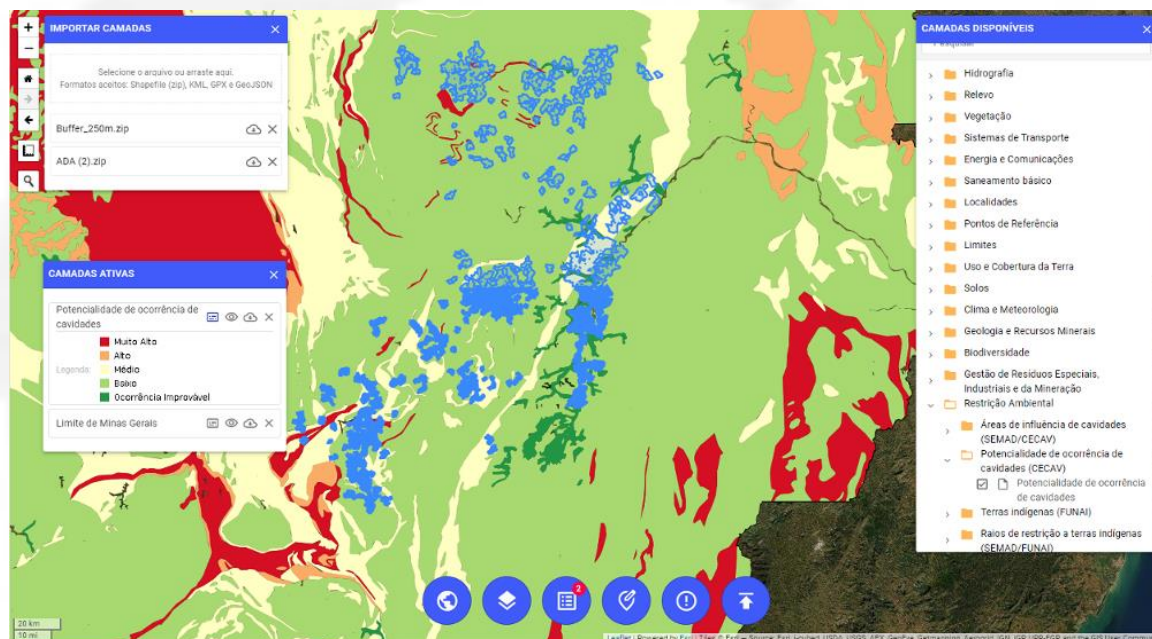 IMPORTAR CAMADAS
Selecione o arquivo ou arraste aqui.
Formatos aceitos: Shapefile (zip), KML, GPX e GeoJSON
Buffer_250m.zip
ADA (2).zip
CAMADAS ATIVAS
Potencialidade de ocorrência de
cavidades
Legenda:
Muito Alto
Alto
Médio
Baixo
Ocorrência Improvável
Limite de Minas Gerais
20 km
10 mi
2
CAMADAS DISPONÍVEIS
Hidrografia
Relevo
Vegetação
Sistemas de Transporte
Energia e Comunicações
Saneamento básico
Localidades
Pontos de Referência
Limites
Uso e Cobertura da Terra
Solos
Clima e Meteorologia
Geologia e Recursos Minerais
Biodiversidade
Gestão de Resíduos Especiais,
Industriais e da Mineração
Restrição Ambiental
Áreas de influência de cavidades
(SEMAD/CECAV)
Potencialidade de ocorrência de
cavidades (CECAV)
Potencialidade de ocorrência
de cavidades
Terras indígenas (FUNAI)
Raios de restrição a terras indígenas
(SEMAD/FUNAI)
Leaflet | Powered by Esri